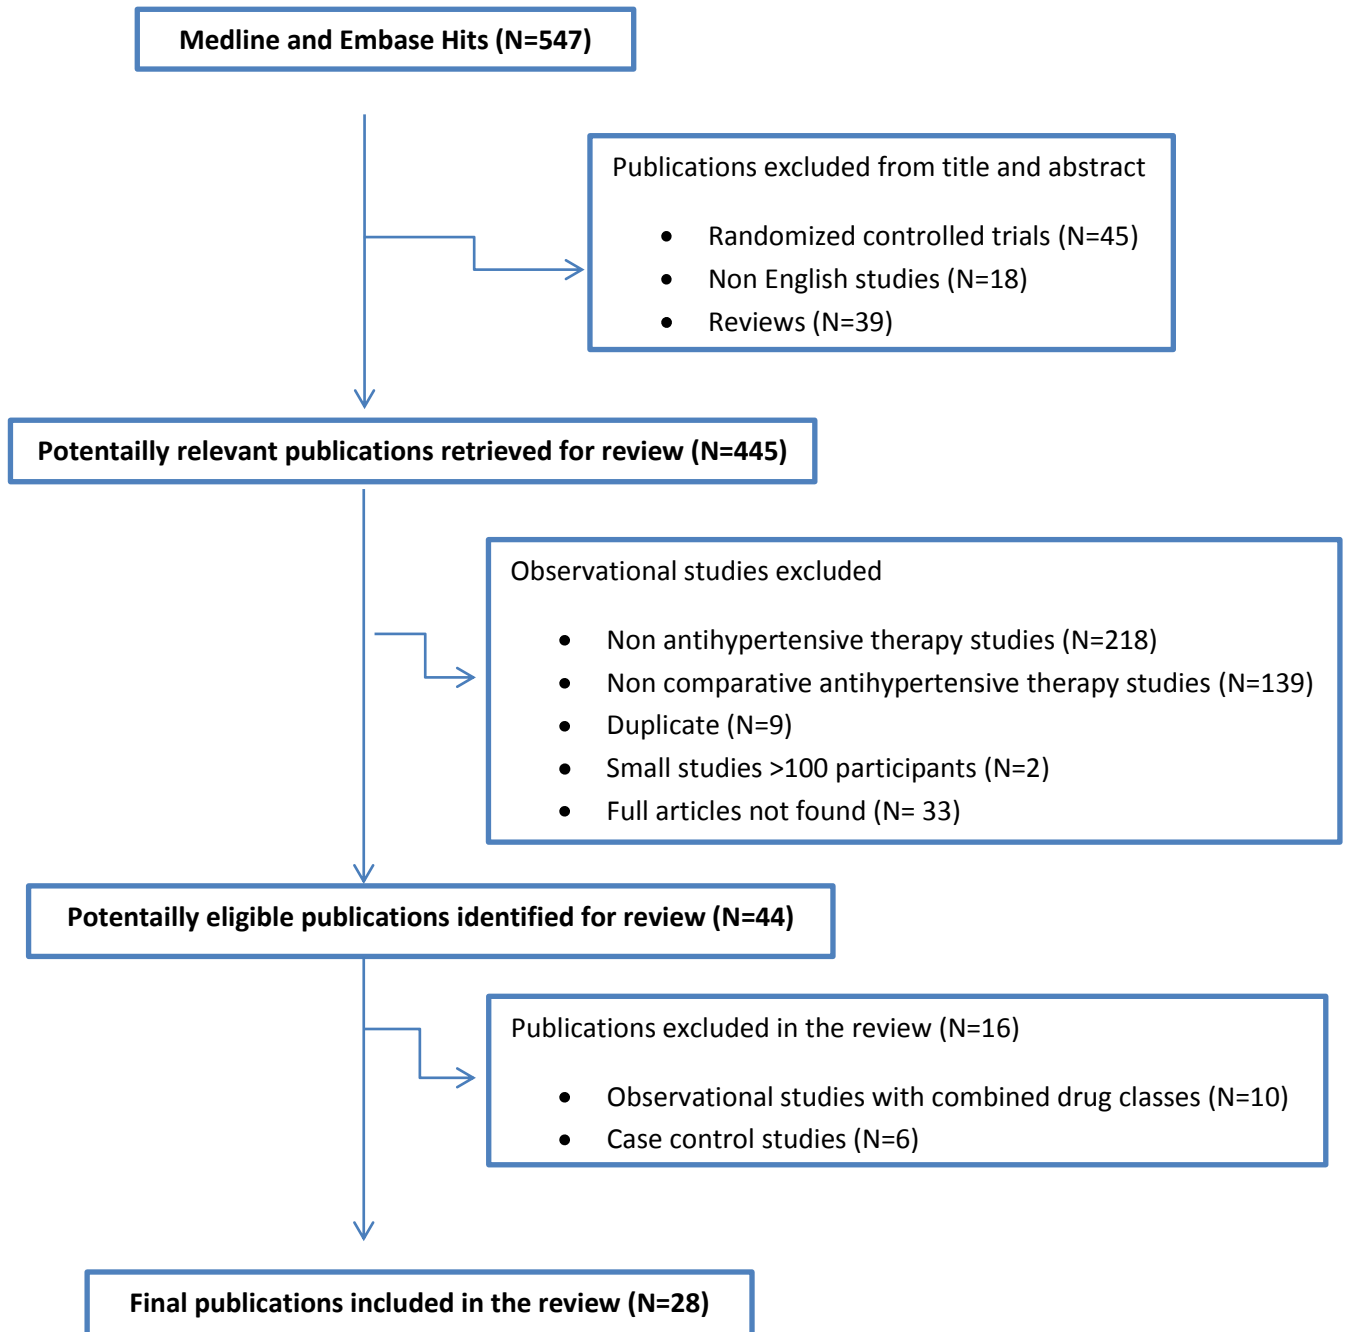 Medline and Embase Hits (N=547)
Publications excluded from title and abstract
• Randomized controlled trials (N=45)
• Non English studies (N=18)
• Reviews (N=39)
Potentailly relevant publications retrieved for review (N=445)
Observational studies excluded
• Non antihypertensive therapy studies (N=218)
• Non comparative antihypertensive therapy studies (N=139)
• Duplicate (N=9)
• Small studies >100 participants (N=2)
• Full articles not found (N= 33)
Potentailly eligible publications identified for review (N=44)
Publications excluded in the review (N=16)
• Observational studies with combined drug classes (N=10)
• Case control studies (N=6)
Final publications included in the review (N=28)